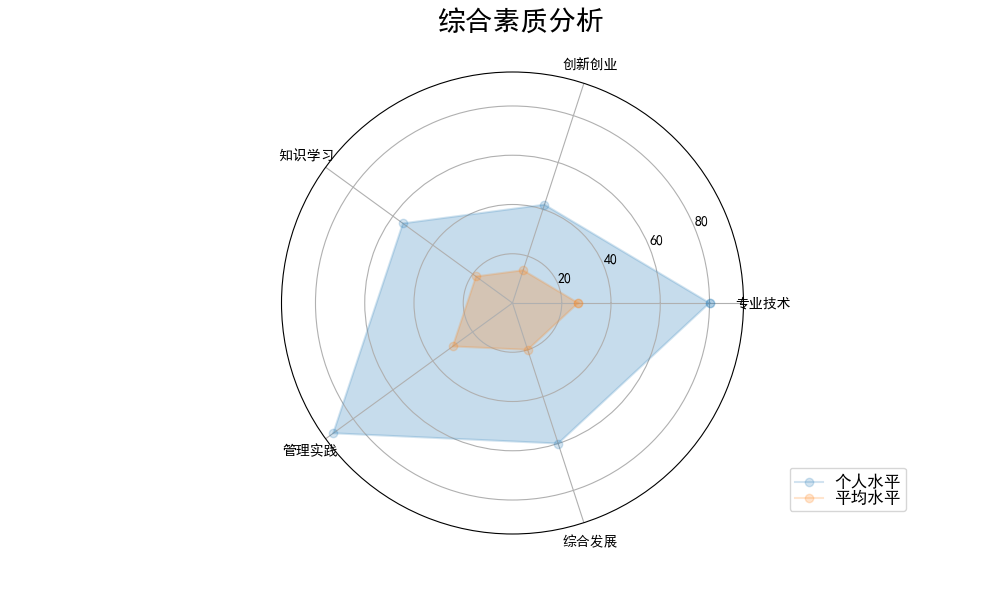 综合素质分析
创新创业
知识学习
80
60
40
20
专业技术
管理实践
综合发展
个人水平
平均水平